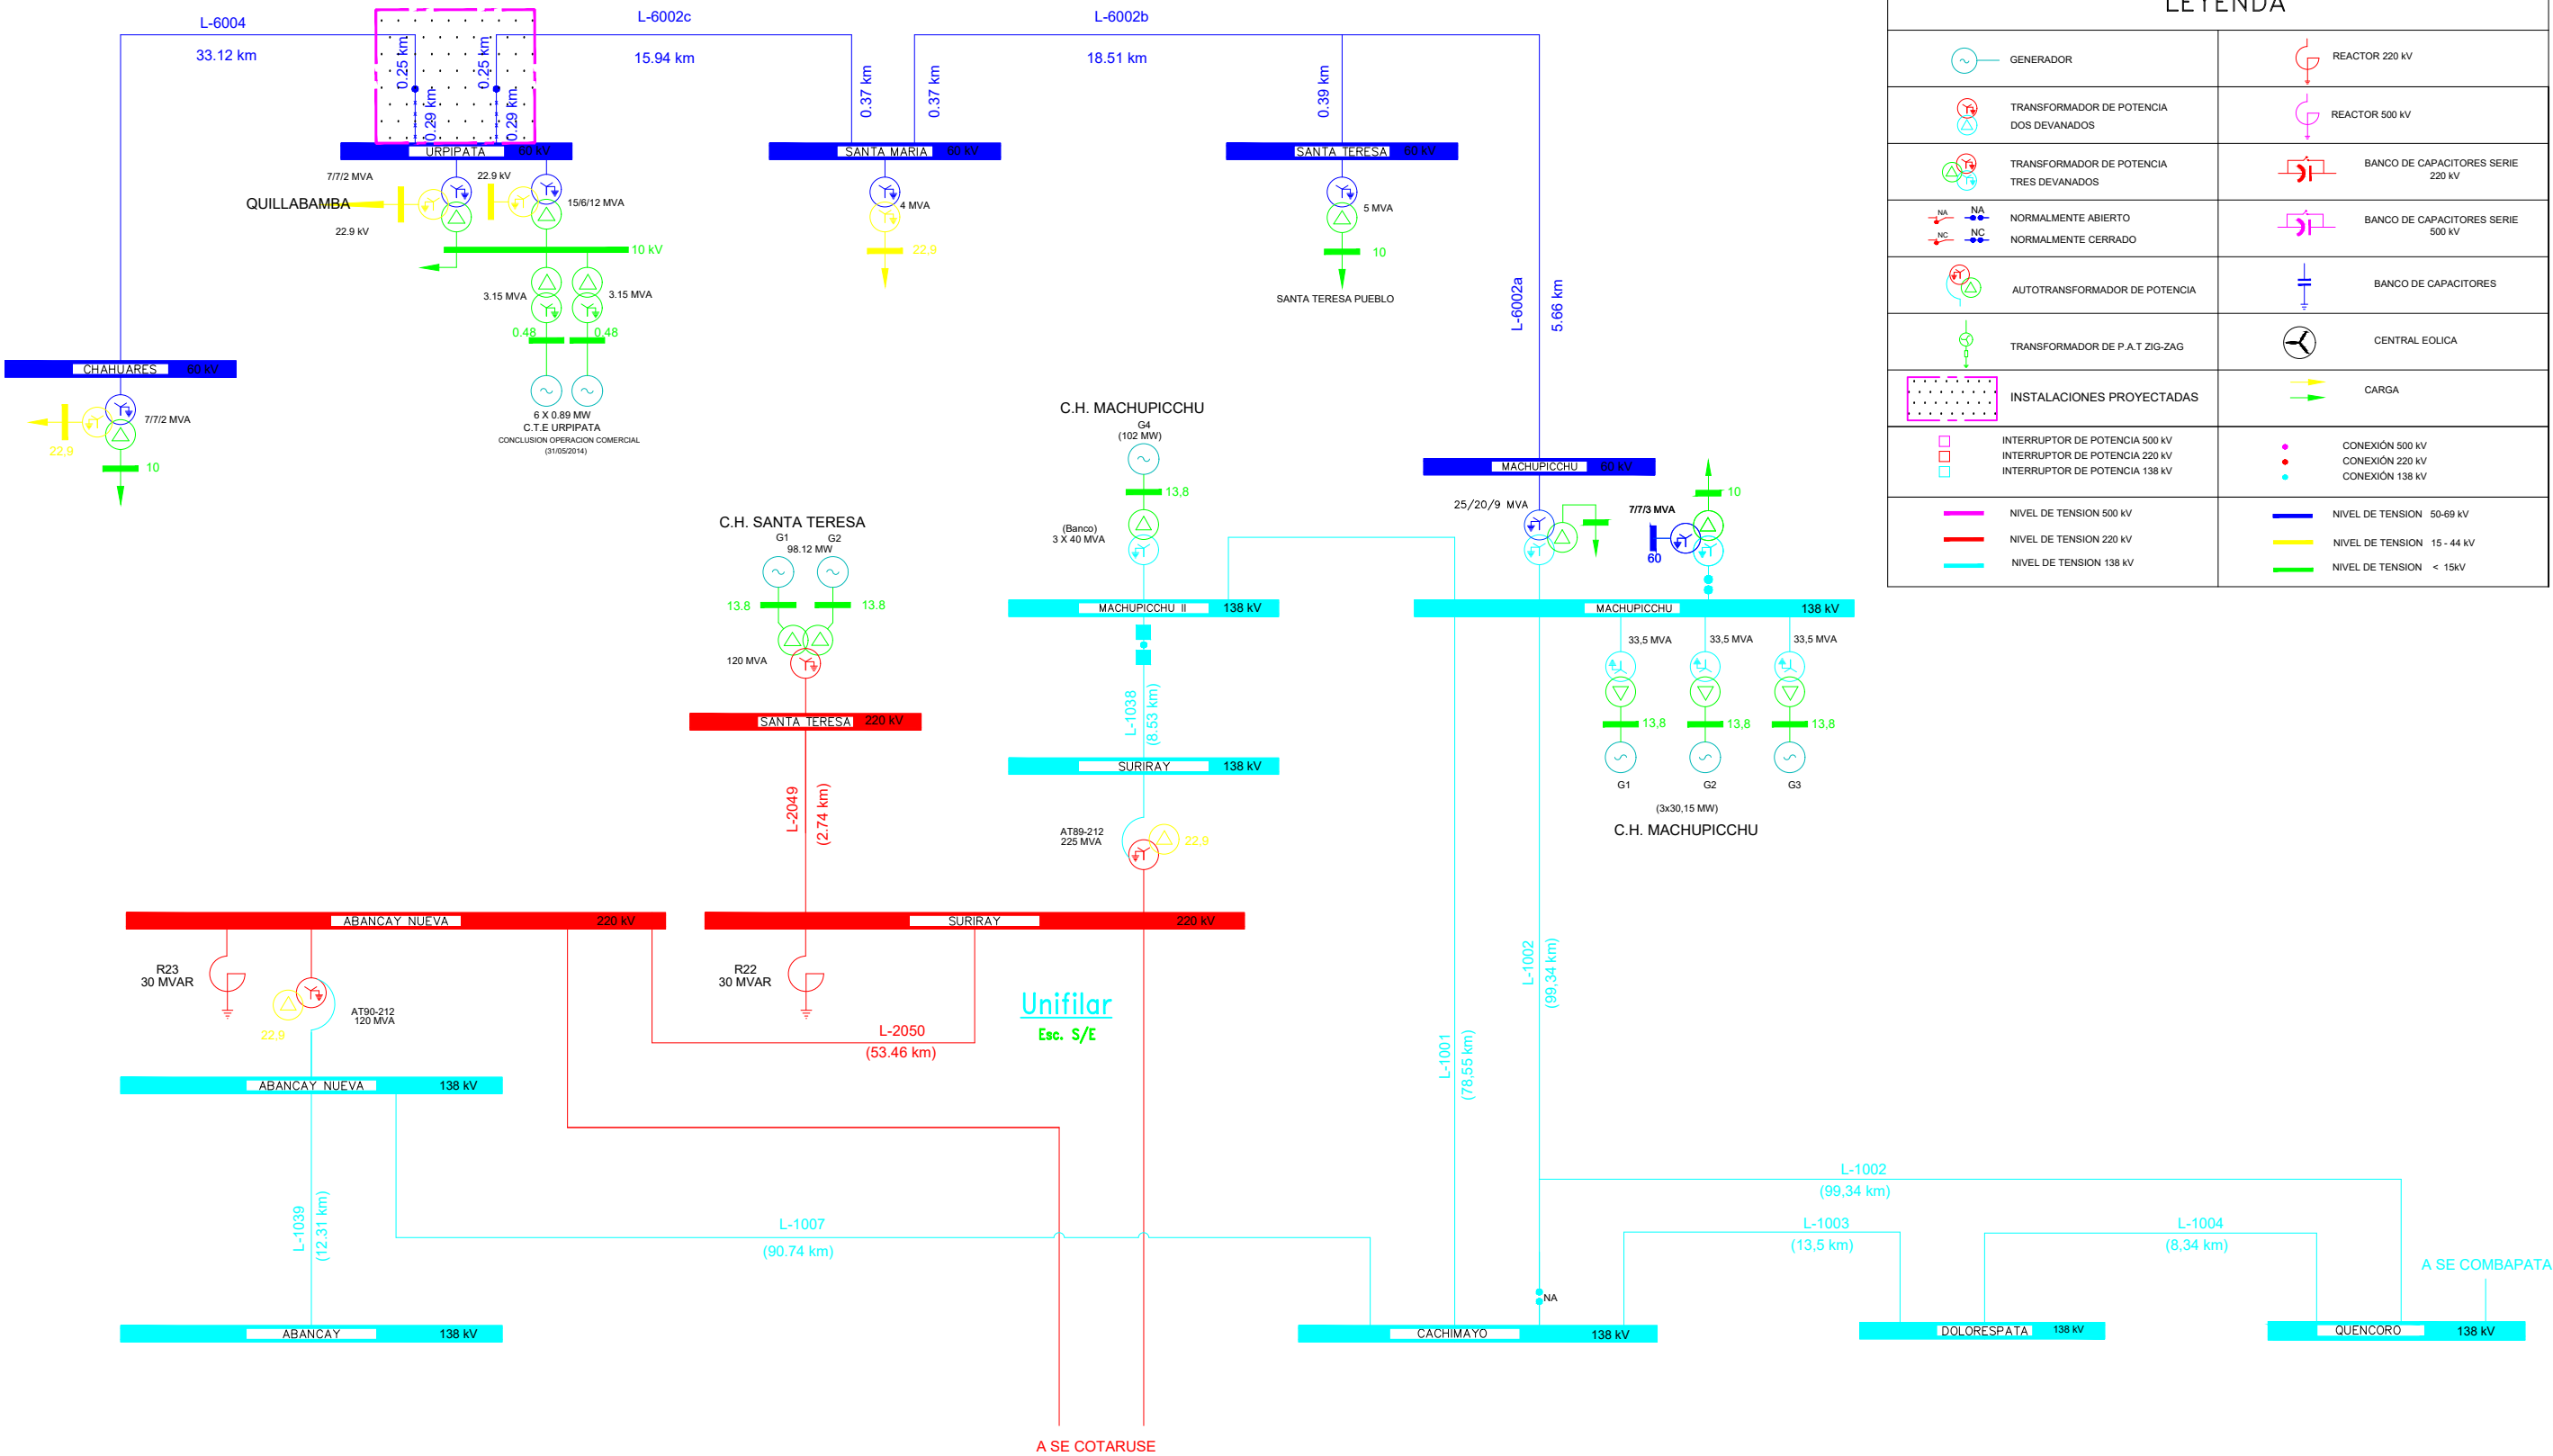 L-6004
33.12 km
0.25 km
0.25 km
0.29 km
0.29 km
L-6002c
15.94 km
0.37 km
0.37 km
L-6002b
18.51 km
0.39 km
URPIPATA 60 kV
SANTA MARIA 60 kV
SANTA TERESA 60 kV
7/7/2 MVA
22.9 kV
QUILLABAMBA
22.9 kV
15/6/12 MVA
10 kV
3.15 MVA
3.15 MVA
0.48
0.48
6 X 0.89 MW
C.T.E URPIPATA
CONCLUSION OPERACION COMERCIAL
(31/05/2014)
4 MVA
22,9
5 MVA
10
SANTA TERESA PUEBLO
L-6002a
5.66 km
CHAHUARES 60 kV
7/7/2 MVA
22,9
10
C.H. MACHUPICCHU
G4
(102 MW)
13,8
(Banco)
3 X 40 MVA
MACHUPICCHU 60 kV
25/20/9 MVA
7/7/3 MVA
10
60
C.H. SANTA TERESA
G1
G2
98.12 MW
13.8
13.8
120 MVA
MACHUPICCHU II 138 kV
MACHUPICCHU 138 kV
33,5 MVA
33,5 MVA
33,5 MVA
13,8
13,8
13,8
G1
G2
G3
(3x30,15 MW)
C.H. MACHUPICCHU
SANTA TERESA 220 kV
L-1038
(8.53 km)
SURIRAY 138 kV
L-2049
(2.74 km)
AT89-212
225 MVA
22,9
ABANCAY NUEVA 220 kV
SURIRAY 220 kV
R23
30 MVAR
AT90-212
120 MVA
22,9
R22
30 MVAR
L-2050
(53.46 km)
Unifilar
Esc. S/E
L-1002
(99,34 km)
L-1001
(78,55 km)
ABANCAY NUEVA 138 kV
L-1039
(12.31 km)
L-1007
(90.74 km)
L-1002
(99,34 km)
L-1003
(13,5 km)
L-1004
(8,34 km)
A SE COMBAPATA
NA
ABANCAY 138 kV
CACHIMAYO 138 kV
DOLORESPATA 138 kV
QUENCORO 138 kV
A SE COTARUSE
LEYENDA
GENERADOR
REACTOR 220 kV
TRANSFORMADOR DE POTENCIA
DOS DEVANADOS
REACTOR 500 kV
TRANSFORMADOR DE POTENCIA
TRES DEVANADOS
BANCO DE CAPACITORES SERIE
220 kV
NA
NA
NORMALMENTE ABIERTO
NC
NC
NORMALMENTE CERRADO
BANCO DE CAPACITORES SERIE
500 kV
AUTOTRANSFORMADOR DE POTENCIA
BANCO DE CAPACITORES
TRANSFORMADOR DE P.A.T ZIG-ZAG
CENTRAL EOLICA
INSTALACIONES PROYECTADAS
CARGA
INTERRUPTOR DE POTENCIA 500 kV
INTERRUPTOR DE POTENCIA 220 kV
INTERRUPTOR DE POTENCIA 138 kV
CONEXIÓN 500 kV
CONEXIÓN 220 kV
CONEXIÓN 138 kV
NIVEL DE TENSION 500 kV
NIVEL DE TENSION 220 kV
NIVEL DE TENSION 138 kV
NIVEL DE TENSION 50-69 kV
NIVEL DE TENSION 15 - 44 kV
NIVEL DE TENSION < 15kV